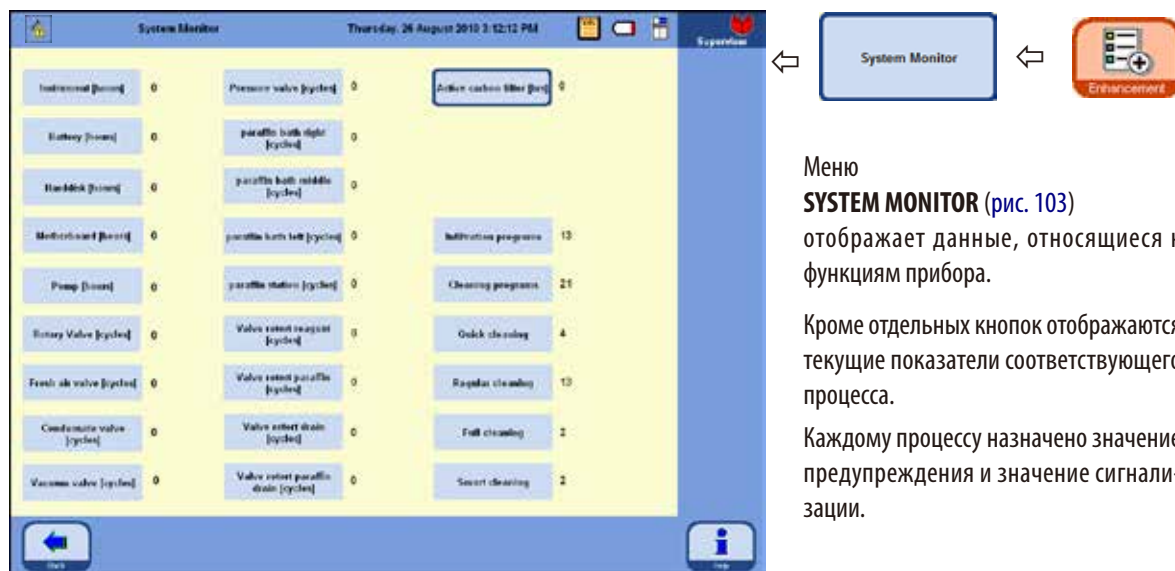 System Monitor Thursday, 26 August 2010 3:12:12 PM Supervisor
Instrument [hours] 0 Pressure valve [cycles] 0 Active carbon filter [hrs] 0
Battery [hours] 0 paraffin bath right [cycles] 0
Harddisk [hours] 0 paraffin bath middle [cycles] 0
Motherboard [hours] 0 paraffin bath left [cycles] 0 Infiltration programs 13
Pump [hours] 0 paraffin station [cycles] 0 Cleaning programs 21
Rotary Valve [cycles] 0 Valve retort reagent [cycles] 0 Quick cleaning 4
Fresh air valve [cycles] 0 Valve retort paraffin [cycles] 0 Regular cleaning 13
Condensate valve [cycles] 0 Valve retort drain [cycles] 0 Full cleaning 2
Vacuum valve [cycles] 0 Valve retort paraffin drain [cycles] 0 Smart cleaning 2
Back
Help
System Monitor
Enhancement
Меню
SYSTEM MONITOR (рис. 103)
отображает данные, относящиеся к
функциям прибора.
Кроме отдельных кнопок отображаются
текущие показатели соответствующего
процесса.
Каждому процессу назначено значение
предупреждения и значение сигнали-
зации.